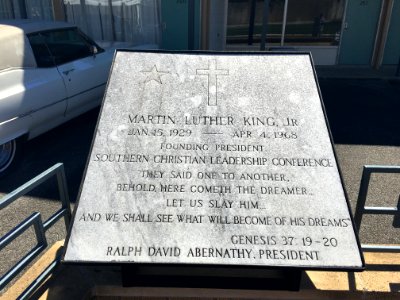 MARTIN LUTHER KING, JR.
JAN. 15, 1929 — APR. 4, 1968
FOUNDING PRESIDENT
SOUTHERN CHRISTIAN LEADERSHIP CONFERENCE
THEY SAID ONE TO ANOTHER,
BEHOLD, HERE COMETH THE DREAMER...
LET US SLAY HIM...
AND WE SHALL SEE WHAT WILL BECOME OF HIS DREAMS"
GENESIS 37: 19-20
RALPH DAVID ABERNATHY, PRESIDENT